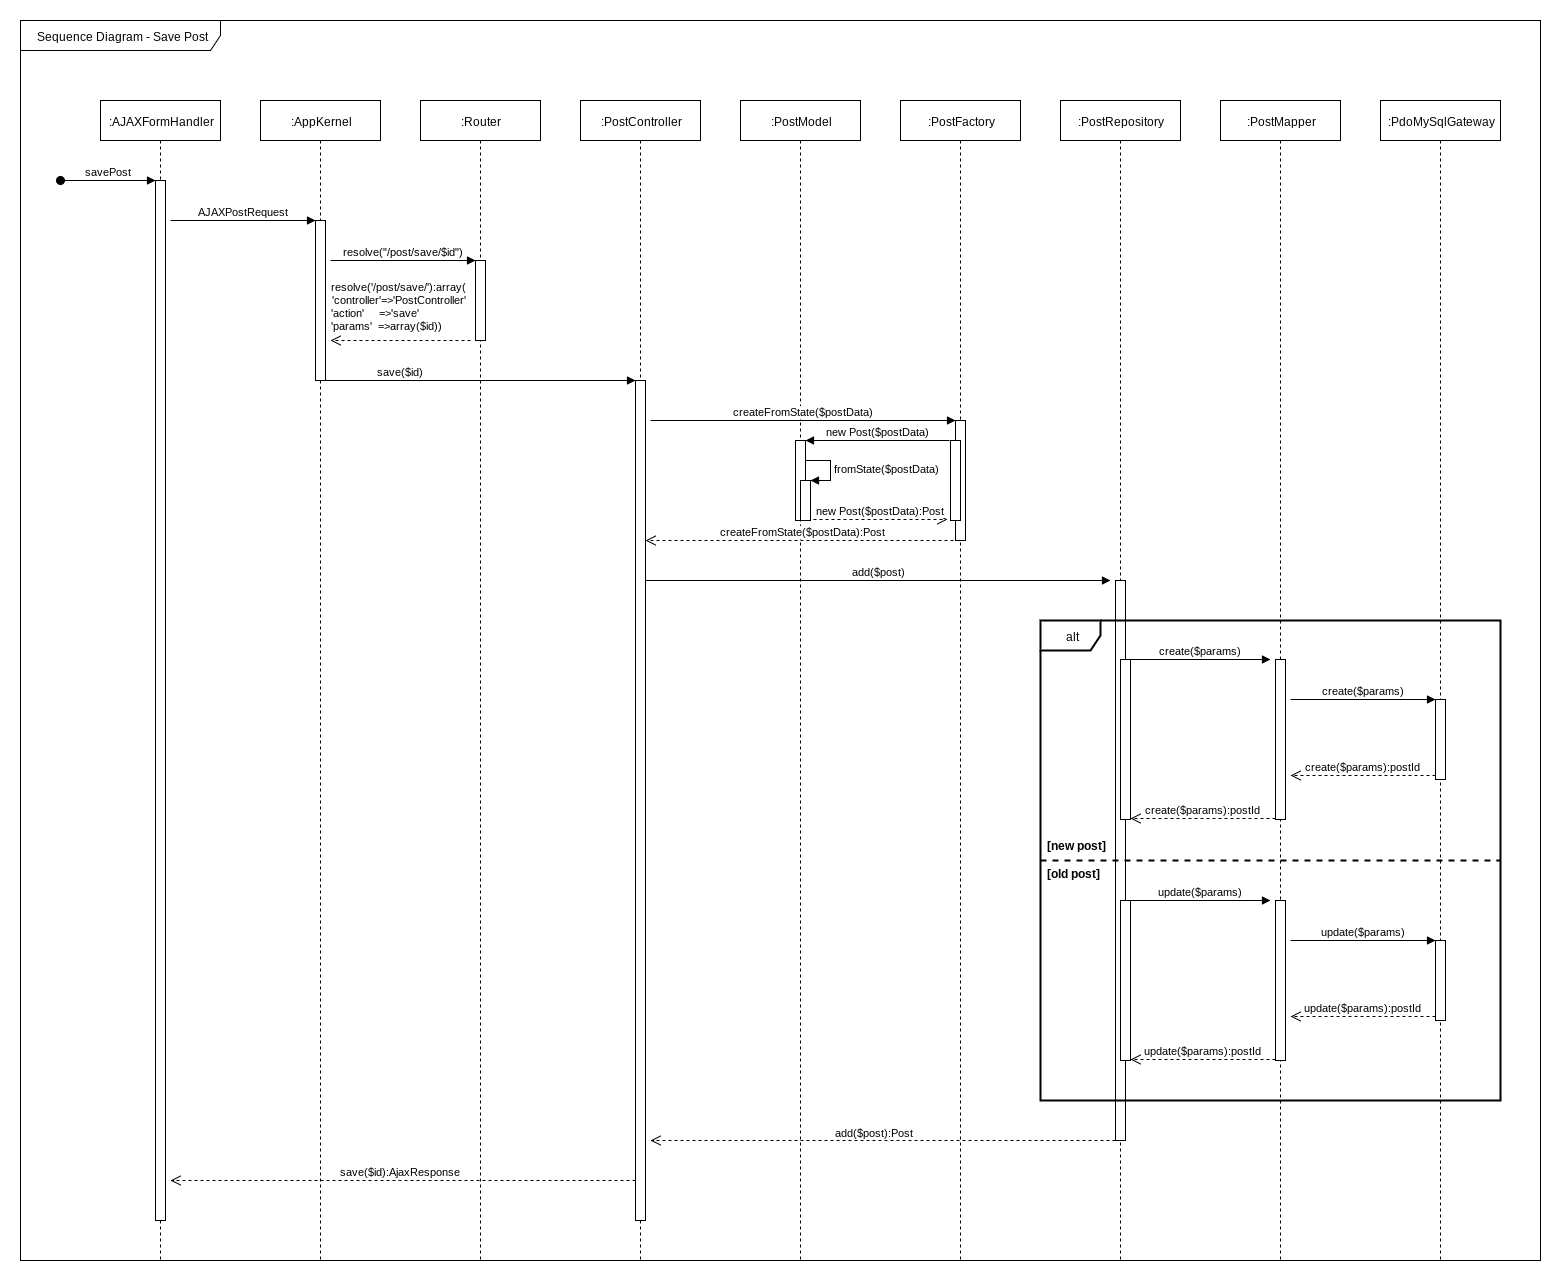 Sequence Diagram - Save Post
:AJAXFormHandler
:AppKernel
:Router
:PostController
:PostModel
:PostFactory
:PostRepository
:PostMapper
:PdoMySqlGateway
savePost
AJAXPostRequest
resolve("/post/save/$id")
resolve('/post/save/'):array(
'controller'=>'PostController'
'action' =>'save'
'params' =>array($id))
save($id)
createFromState($postData)
new Post($postData)
fromState($postData)
new Post($postData):Post
createFromState($postData):Post
add($post)
alt
create($params)
create($params)
create($params):postId
create($params):postId
[new post]
[old post]
update($params)
update($params)
update($params):postId
update($params):postId
add($post):Post
save($id):AjaxResponse